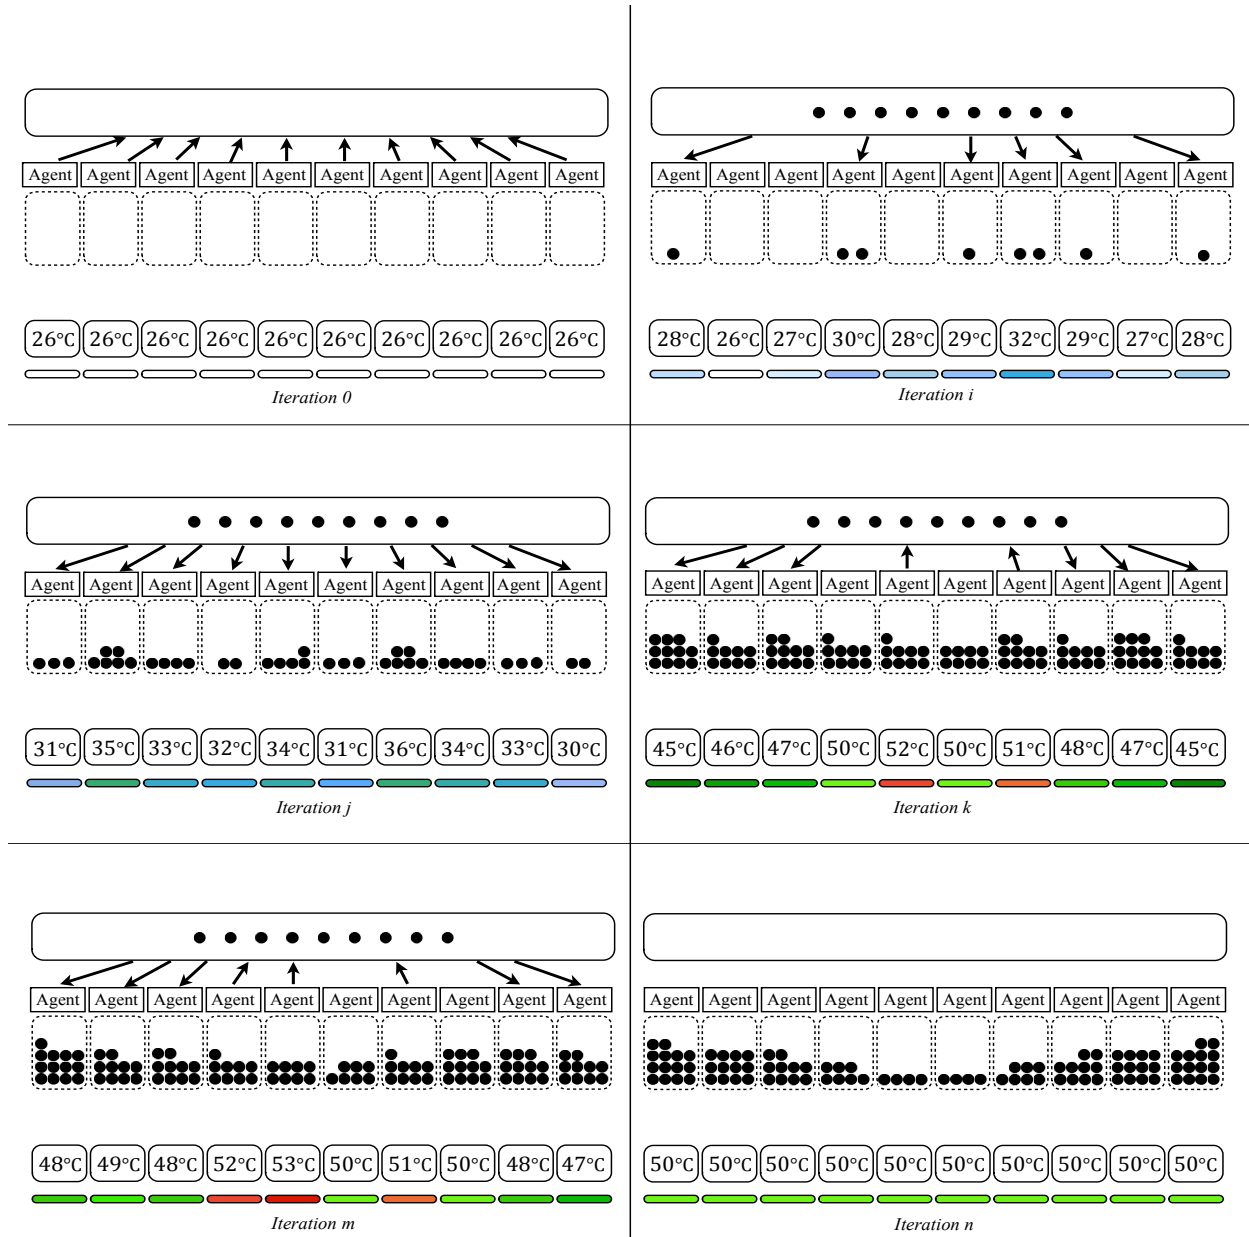 Agent Agent Agent Agent Agent Agent Agent Agent Agent Agent
26°C 26°C 26°C 26°C 26°C 26°C 26°C 26°C 26°C 26°C
Iteration 0
Agent Agent Agent Agent Agent Agent Agent Agent Agent Agent
28°C 26°C 27°C 30°C 28°C 29°C 32°C 29°C 27°C 28°C
Iteration i
Agent Agent Agent Agent Agent Agent Agent Agent Agent Agent
31°C 35°C 33°C 32°C 34°C 31°C 36°C 34°C 33°C 30°C
Iteration j
Agent Agent Agent Agent Agent Agent Agent Agent Agent Agent
45°C 46°C 47°C 50°C 52°C 50°C 51°C 48°C 47°C 45°C
Iteration k
Agent Agent Agent Agent Agent Agent Agent Agent Agent Agent
48°C 49°C 48°C 52°C 53°C 50°C 51°C 50°C 48°C 47°C
Iteration m
Agent Agent Agent Agent Agent Agent Agent Agent Agent Agent
50°C 50°C 50°C 50°C 50°C 50°C 50°C 50°C 50°C 50°C
Iteration n